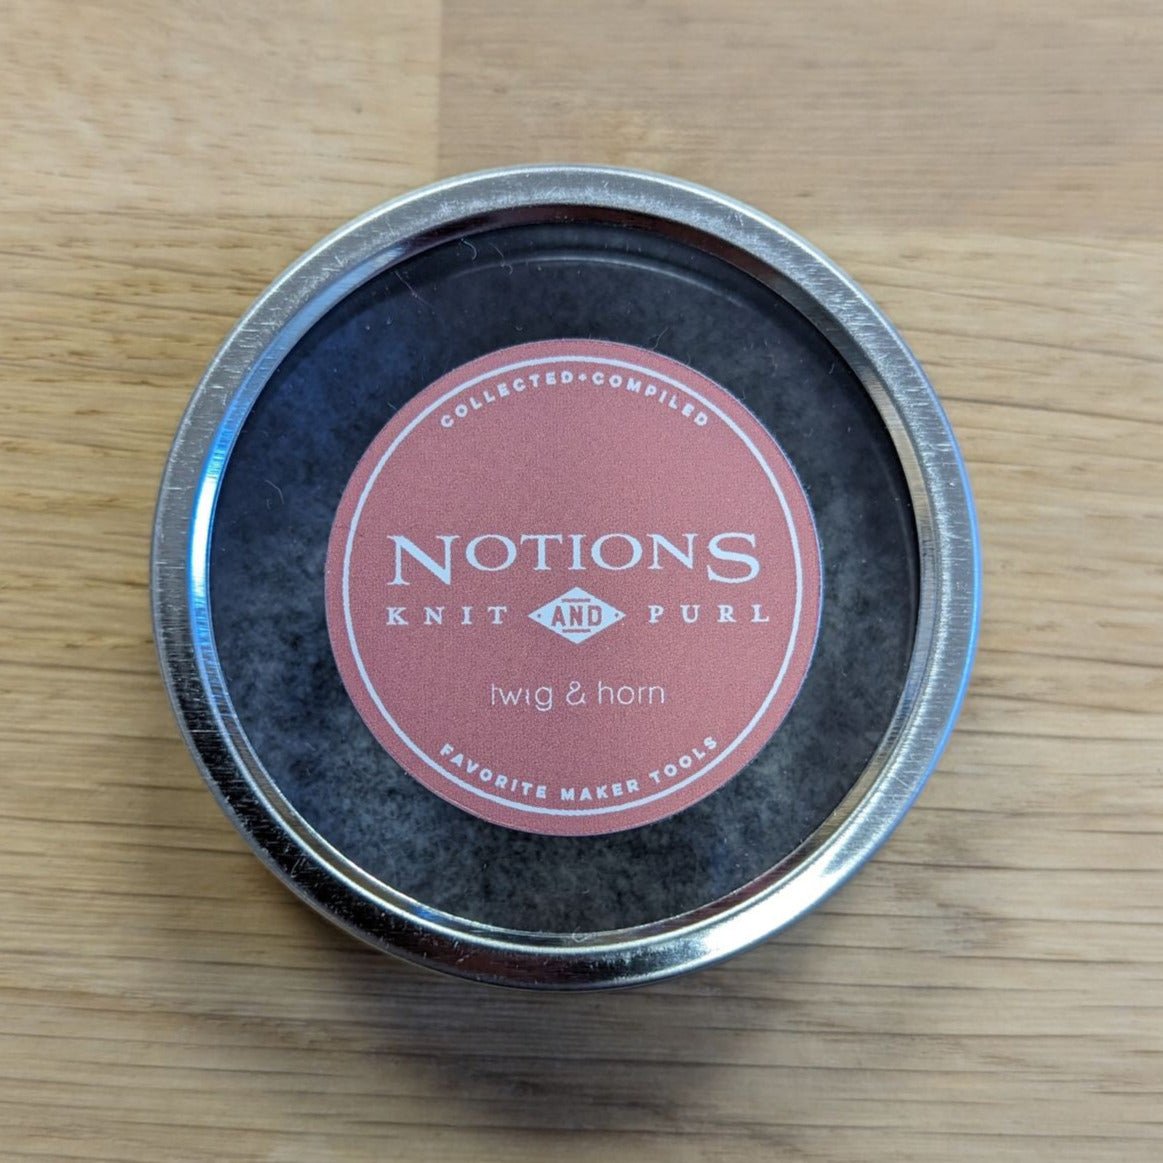 COLLECTED+COMPILED
NOTIONS
KNIT AND PURL
twig & horn
FAVORITE MAKER TOOLS